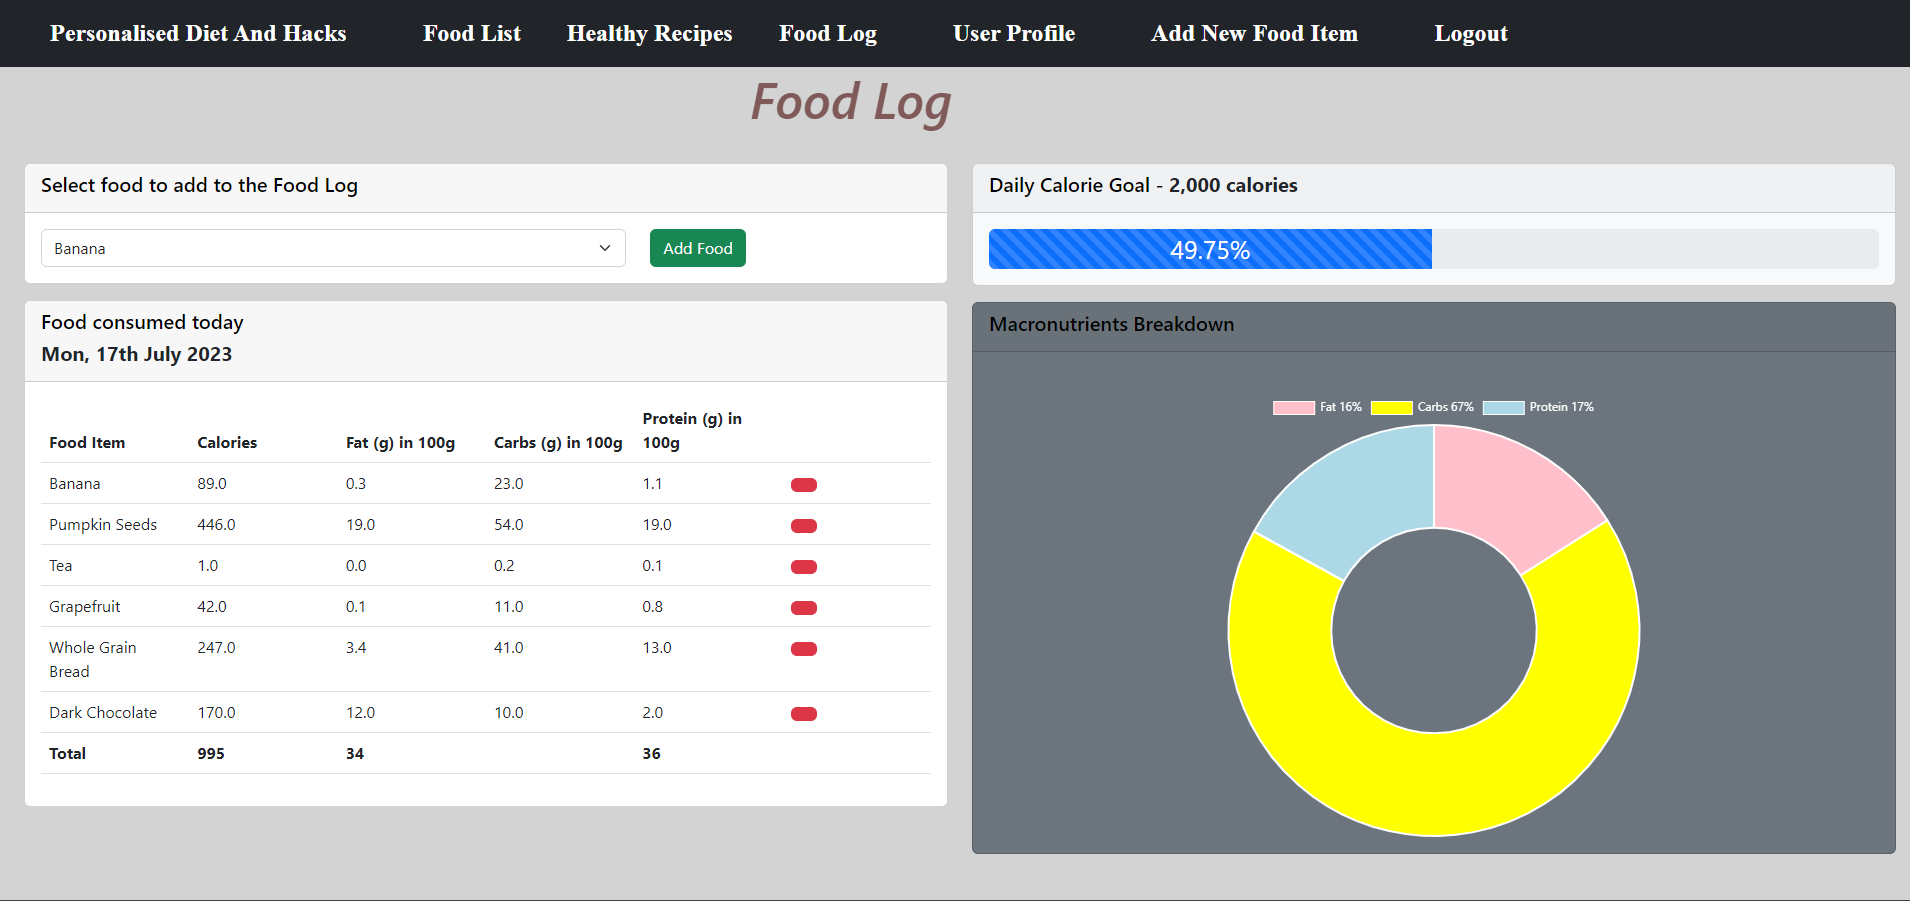 Personalised Diet And Hacks Food List Healthy Recipes Food Log User Profile Add New Food Item Logout
Food Log
Select food to add to the Food Log
Banana Add Food
Food consumed today
Mon, 17th July 2023
Food Item Calories Fat (g) in 100g Carbs (g) in 100g Protein (g) in 100g
Banana 89.0 0.3 23.0 1.1
Pumpkin Seeds 446.0 19.0 54.0 19.0
Tea 1.0 0.0 0.2 0.1
Grapefruit 42.0 0.1 11.0 0.8
Whole Grain Bread 247.0 3.4 41.0 13.0
Dark Chocolate 170.0 12.0 10.0 2.0
Total 995 34 36
Daily Calorie Goal - 2,000 calories
49.75%
Macronutrients Breakdown
Fat 16% Carbs 67% Protein 17%